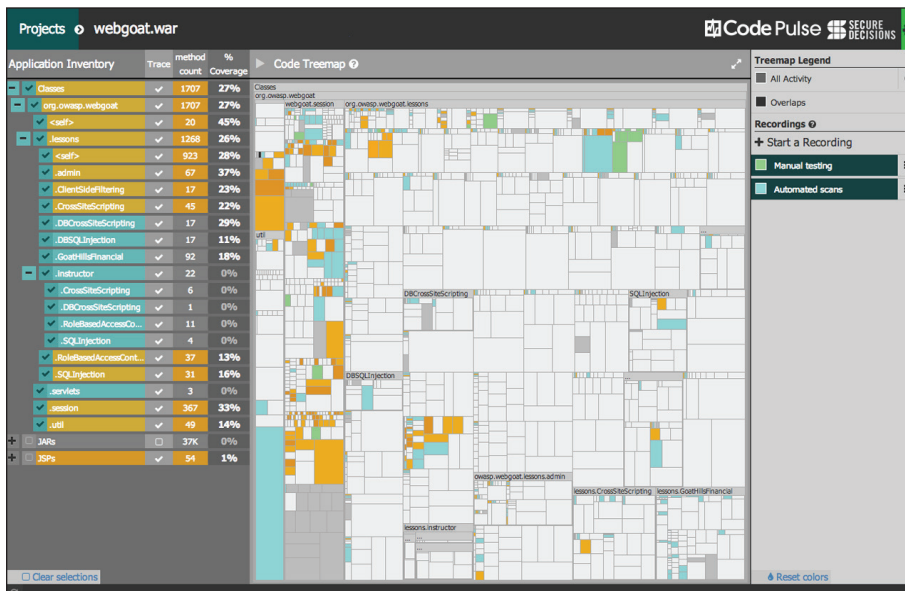 Projects webgoat.war
Code Pulse SECURE DECISIONS
Application Inventory Trace method count % Coverage
Classes 1707 27%
org.owasp.webgoat 1707 27%
<self> 20 45%
.lessons 1268 26%
<self> 923 28%
.admin 67 37%
.ClientSideFiltering 17 23%
.CrossSiteScripting 45 22%
.DBCrossSiteScripting 17 29%
.DBSQLInjection 17 11%
.GoatHillsFinancial 92 18%
.instructor 22 0%
.CrossSiteScripting 6 0%
.DBCrossSiteScripting 1 0%
.RoleBasedAccessCo... 11 0%
.SQLInjection 4 0%
.RoleBasedAccessCont... 37 13%
.SQLInjection 31 16%
.servlets 3 0%
.session 367 33%
.util 49 14%
JARs 37K 0%
JSPs 54 1%
Clear selections
Code Treemap ?
Classes
org.owasp.webgoat
webgoat.session org.owasp.webgoat.lessons
util
...
DBCrossSiteScripting SQLInjection
DBSQLInjection
owasp.webgoat.lessons.admin
lessons.CrossSiteScripting lessons.GoatHillsFinancial
lessons.instructor
...
...
Treemap Legend
All Activity
Overlaps
Recordings ?
+ Start a Recording
Manual testing
Automated scans
Reset colors